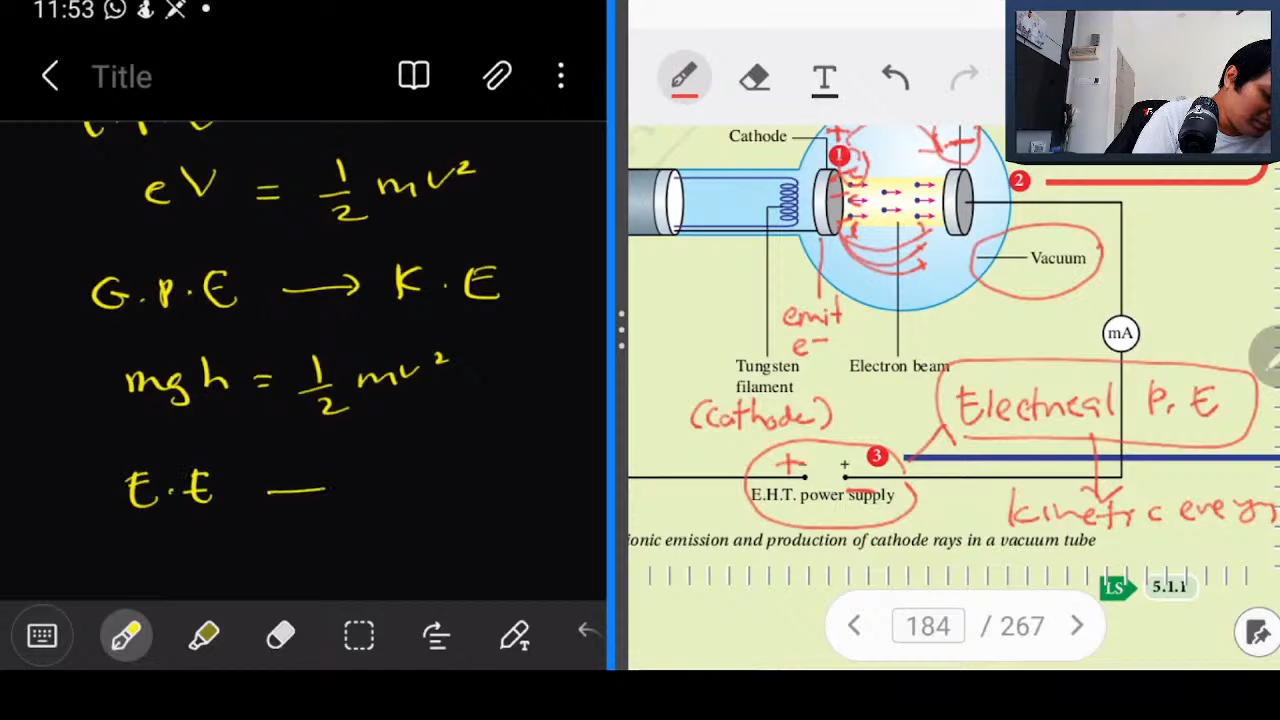 11:53
Title
eV = 1/2 mv²
G.P.E → K.E
mgh = 1/2 mv²
E.E —
Cathode
+
1
2
Vacuum
emit
e-
mA
Tungsten
filament
Electron beam
(Cathode)
Electrical P.E
+ - + 3
E.H.T. power supply
kinetic energy
ionic emission and production of cathode rays in a vacuum tube
LS 5.1.1
184 / 267
T